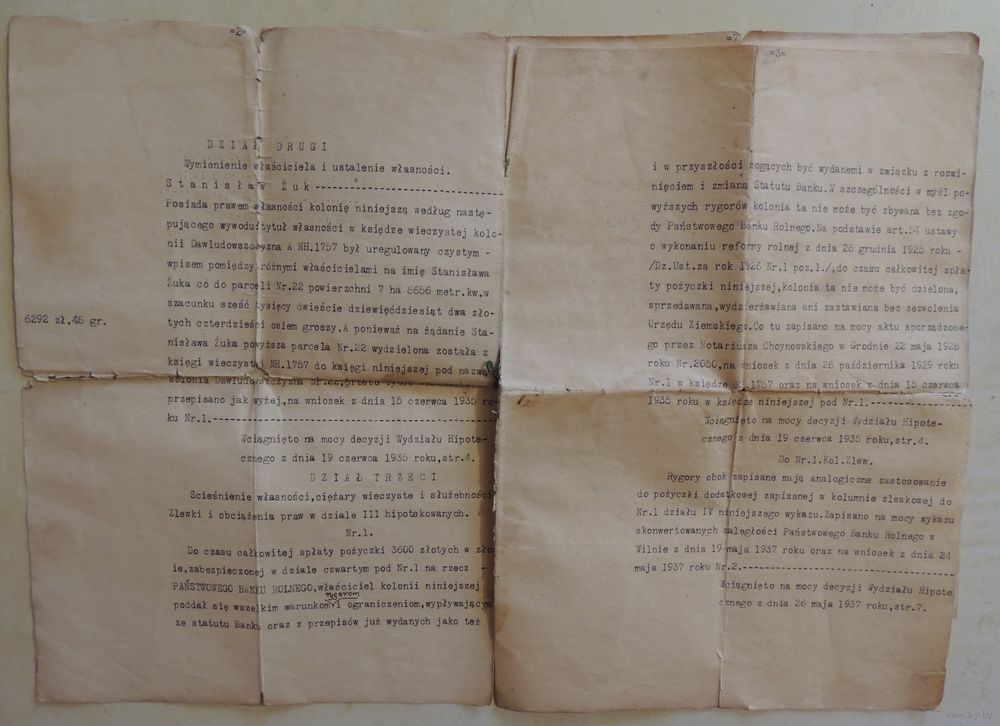 =2=
DZIAŁ DRUGI
Wymienienie właściciela i ustalenie własności.
Stanisław Żuk
Posiada prawem własności kolonię niniejszą według nastę-
pującego wywodu:tytuł własności w księdze wieczystej kolo-
nii Dawludowszczyzna A NH.1757 był uregulowany czystym -
wpisem pomiędzy różnymi właścicielami na imię Stanisława
Żuka co do parceli Nr.22 powierzchni 7 ha 8656 metr.kw.w
szacunku sześć tysięcy dwieście dziewięćdziesiąt dwa zło-
6292 zł.48 gr.
tych czterdzieści osiem groszy.A ponieważ na żądanie Sta-
nisława Żuka powyższa parcela Nr.22 wydzielona została z
księgi wieczystej NH.1757 do księgi niniejszej pod nazwą
kolonia Dawludowszczyzna Nr.22,przeto
przepisano jak wyżej,na wniosek z dnia 15 czerwca 1935 ro-
ku Nr.1.
Wciągnięto na mocy decyzji Wydziału Hipote-
cznego z dnia 19 czerwca 1935 roku,str.4.
DZIAŁ TRZECI
Ścieśnienie własności,ciężary wieczyste i służebności
Zlewki i obciążenia praw w dziale III hipotekowanych.
Nr.1.
Do czasu całkowitej spłaty pożyczki 3600 złotych w zło
ie,zabezpieczonej w dziale czwartym pod Nr.1 na rzecz -
PAŃSTWOWEGO BANKU ROLNEGO,właściciel kolonii niniejszej
rygorom
poddał się wszelkim warunkom i ograniczeniom,wypływającym
ze statutu Banku oraz z przepisów już wydanych jako też
=7
=3=
i w przyszłości mogących być wydanemi w związku z rozwi-
nięciem i zmianą Statutu Banku.W szczególności w myśl po-
wyższych rygorów kolonia ta nie może być zbywana bez zgo-
dy Państwowego Banku Rolnego.Na podstawie art.54 ustawy
o wykonaniu reformy rolnej z dnia 28 grudnia 1925 roku -
/Dz.Ust.za rok 1926 Nr.1 poz.1./,do czasu całkowitej spła-
ty pożyczki niniejszej,kolonia ta nie może być dzielona,
sprzedawana,wydzierżawiana ani zastawiana bez zezwolenia
Urzędu Ziemskiego.Co tu zapisano na mocy aktu sporządzone-
go przez Notariusza Choynowskiego w Grodnie 22 maja 1928
roku Nr.2056,na wniosek z dnia 28 października 1929 roku
Nr.1 w księdze NH.1757 oraz na wniosek z dnia 15 czerwca
1935 roku w księdze niniejszej pod Nr.1.
Wciągnięto na mocy decyzji Wydziału Hipote-
cznego z dnia 19 czerwca 1935 roku,str.4.
Do Nr.1.Kol.Zlew.
Rygory obok zapisane mają analogiczne zastosowanie
do pożyczki dodatkowej zapisanej w kolumnie zlewkowej do
Nr.1 działu IV niniejszego wykazu.Zapisano na mocy wykazu
skonwertowanych zaległości Państwowego Banku Rolnego w
Wilnie z dnia 19 maja 1937 roku oraz na wniosek z dnia 24
maja 1937 roku Nr.2.
Wciągnięto na mocy decyzji Wydziału Hipote
cznego z dnia 26 maja 1937 roku,str.7.
www.ay.by